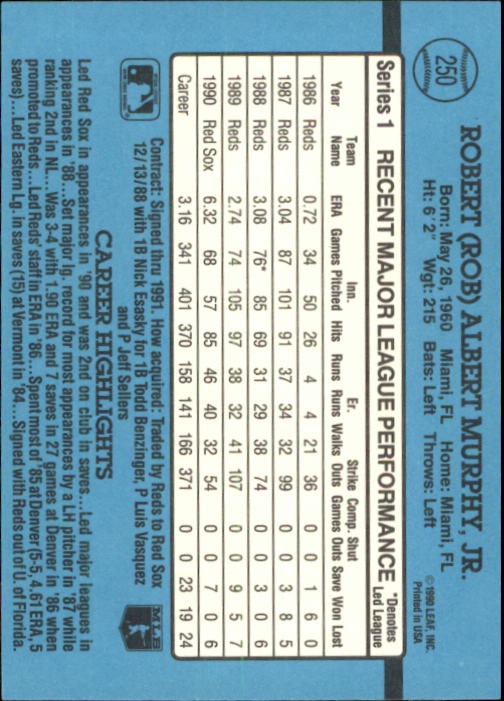 250
ROBERT (ROB) ALBERT MURPHY, JR.
Born: May 26, 1960 Miami, FL Home: Miami, FL
Ht: 6' 2" Wgt: 215 Bats: Left Throws: Left
© 1990 LEAF, INC.
Printed in USA
Series 1 RECENT MAJOR LEAGUE PERFORMANCE *Denotes Led League
Year Team Name ERA Games Inn. Pitched Hits Runs Er. Runs Walks Strike Outs Comp. Games Shut Outs Save Won Lost
1986 Reds 0.72 34 50 26 4 4 21 36 0 0 1 6 0
1987 Reds 3.04 87 101 91 37 34 32 99 0 0 3 8 5
1988 Reds 3.08 76* 85 69 31 29 38 74 0 0 3 0 6
1989 Reds 2.74 74 105 97 38 32 41 107 0 0 9 5 7
1990 Red Sox 6.32 68 57 85 46 40 32 54 0 0 7 0 6
Career 3.16 341 401 370 158 141 166 371 0 0 23 19 24
MAJOR LEAGUE BASEBALL
Contract: Signed thru 1991. How acquired: Traded by Reds to Red Sox
12/13/88 with 1B Nick Esasky for 1B Todd Benzinger, P Luis Vasquez
and P Jeff Sellers
MLB
CAREER HIGHLIGHTS
Led Red Sox in appearances in '90 and was 2nd on club in saves...Led major leagues in
appearances in '88...Set major lg. record for most appearances by a LH pitcher in '87 while
ranking 2nd in NL...Was 3-4 with 1.90 ERA and 7 saves in 27 games at Denver in '86 when
promoted to Reds...Led Reds' staff in ERA in '86...Spent most of '85 at Denver (5-5, 4.61 ERA, 5
saves)...Led Eastern Lg. in saves (15) at Vermont in '84...Signed with Reds out of U. of Florida.